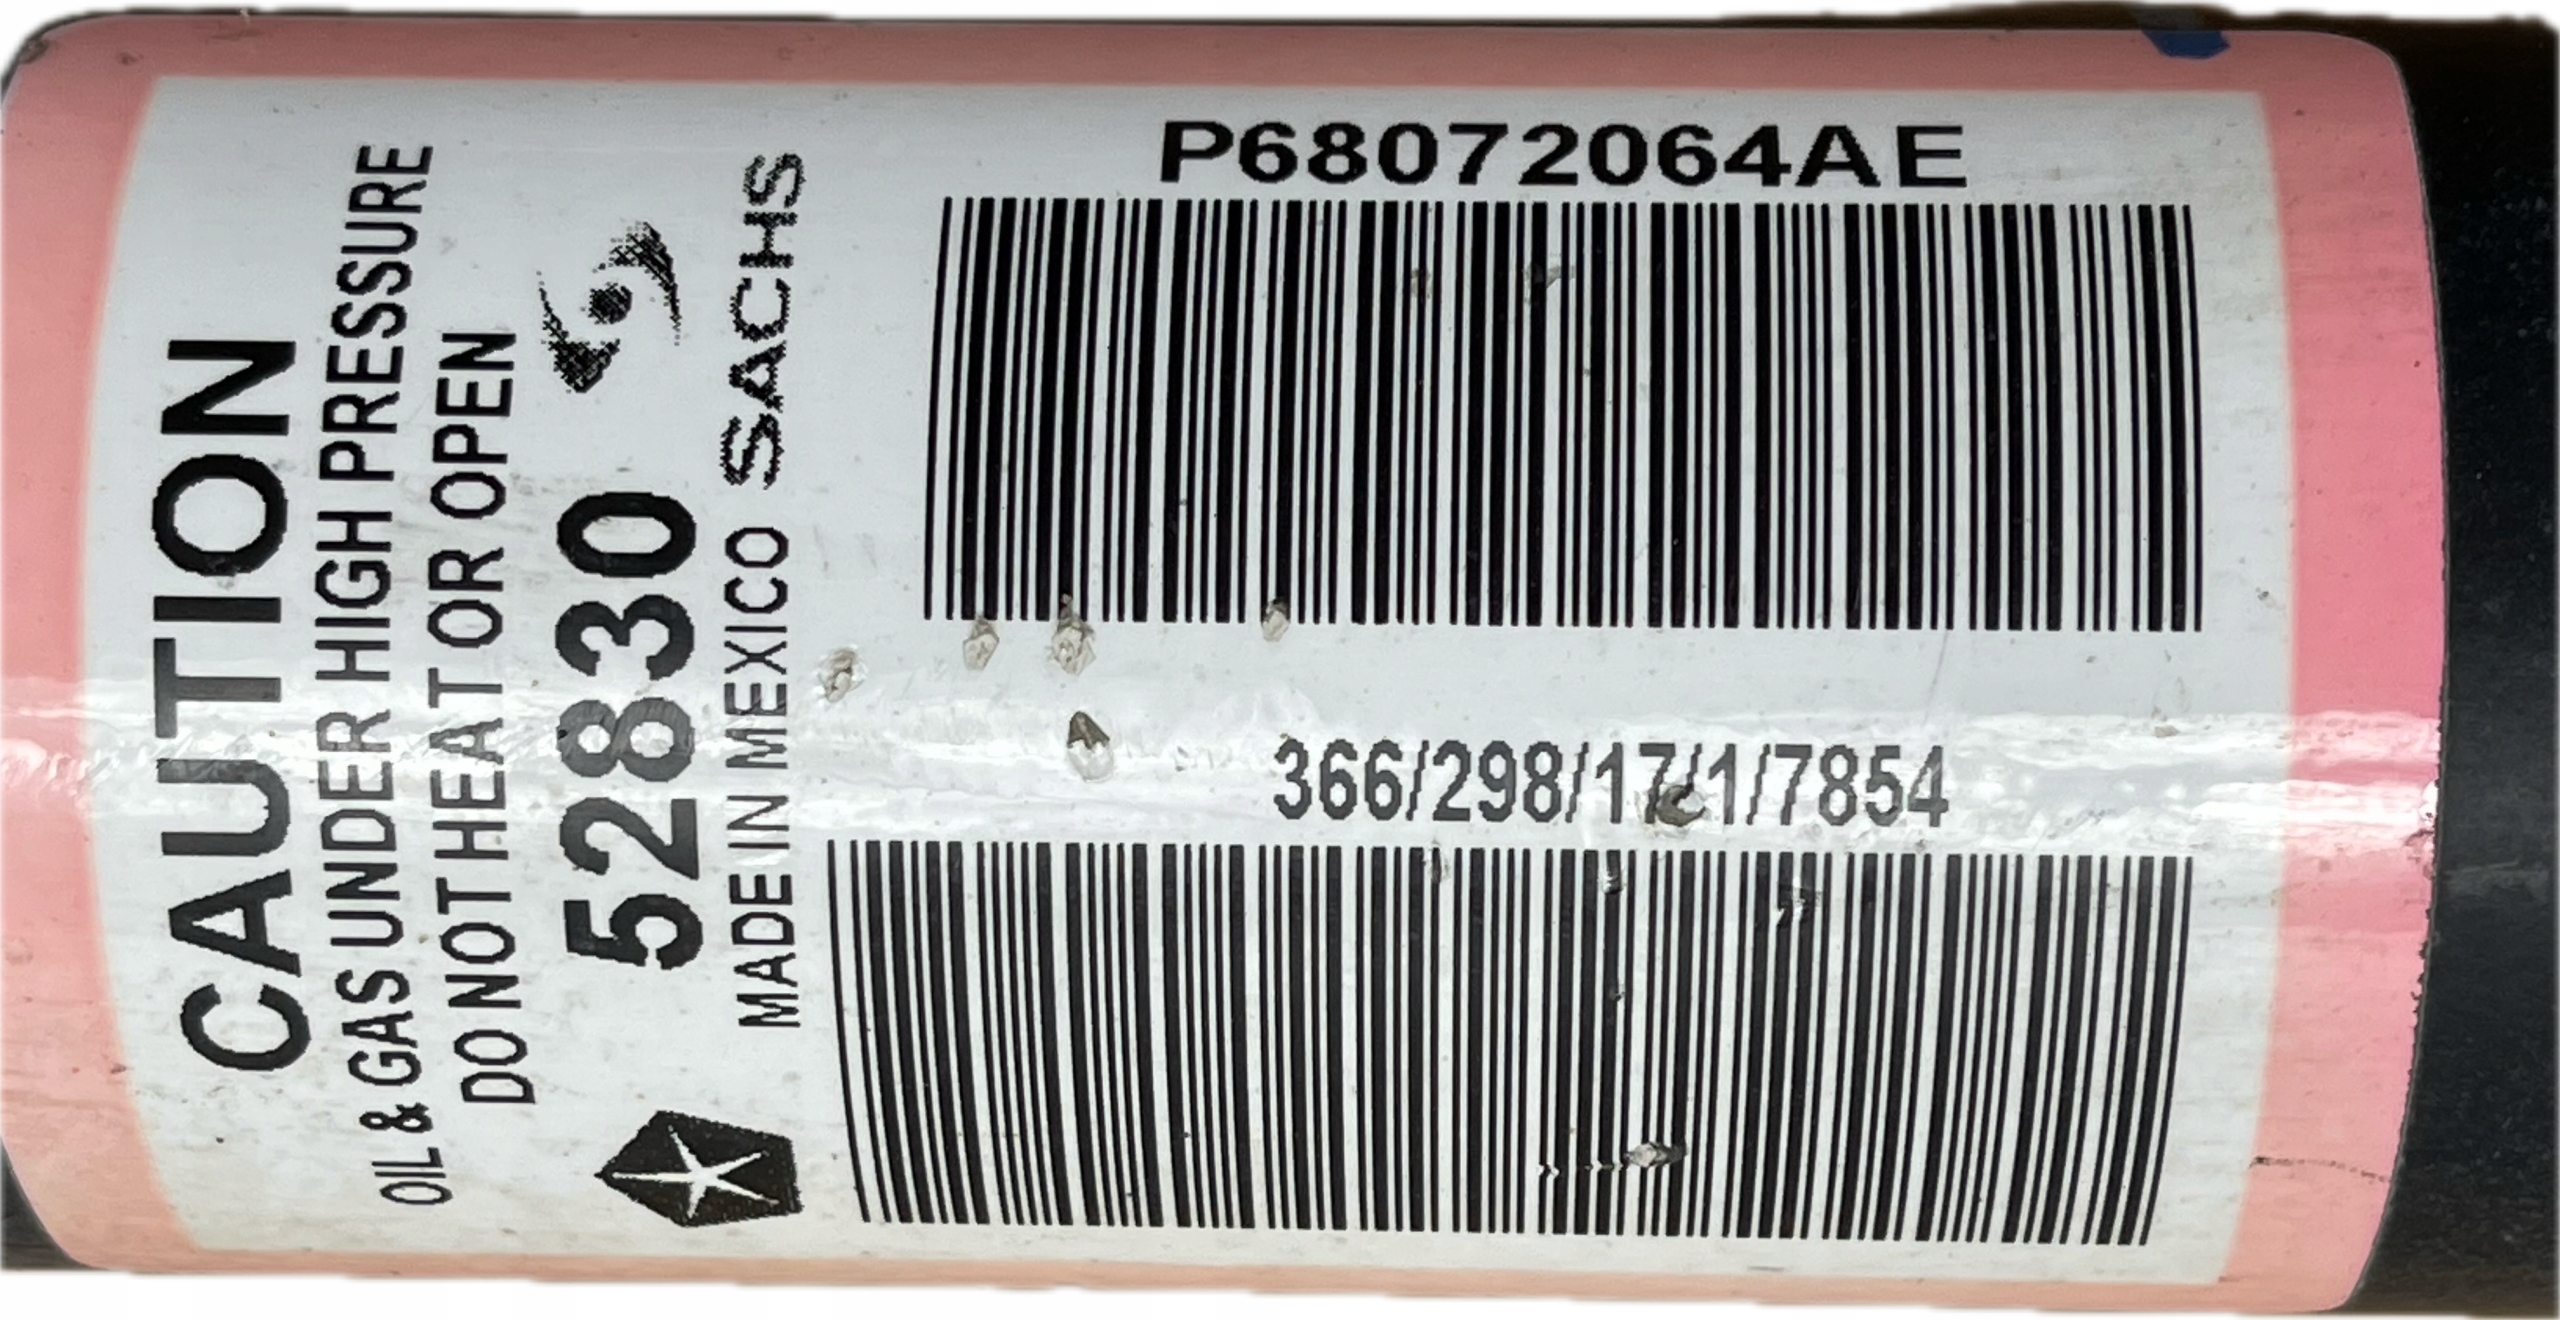 P68072064AE
366/298/17/1/7854
CAUTION
OIL & GAS UNDER HIGH PRESSURE
DO NOT HEAT OR OPEN
52830
MADE IN MEXICO SACHS